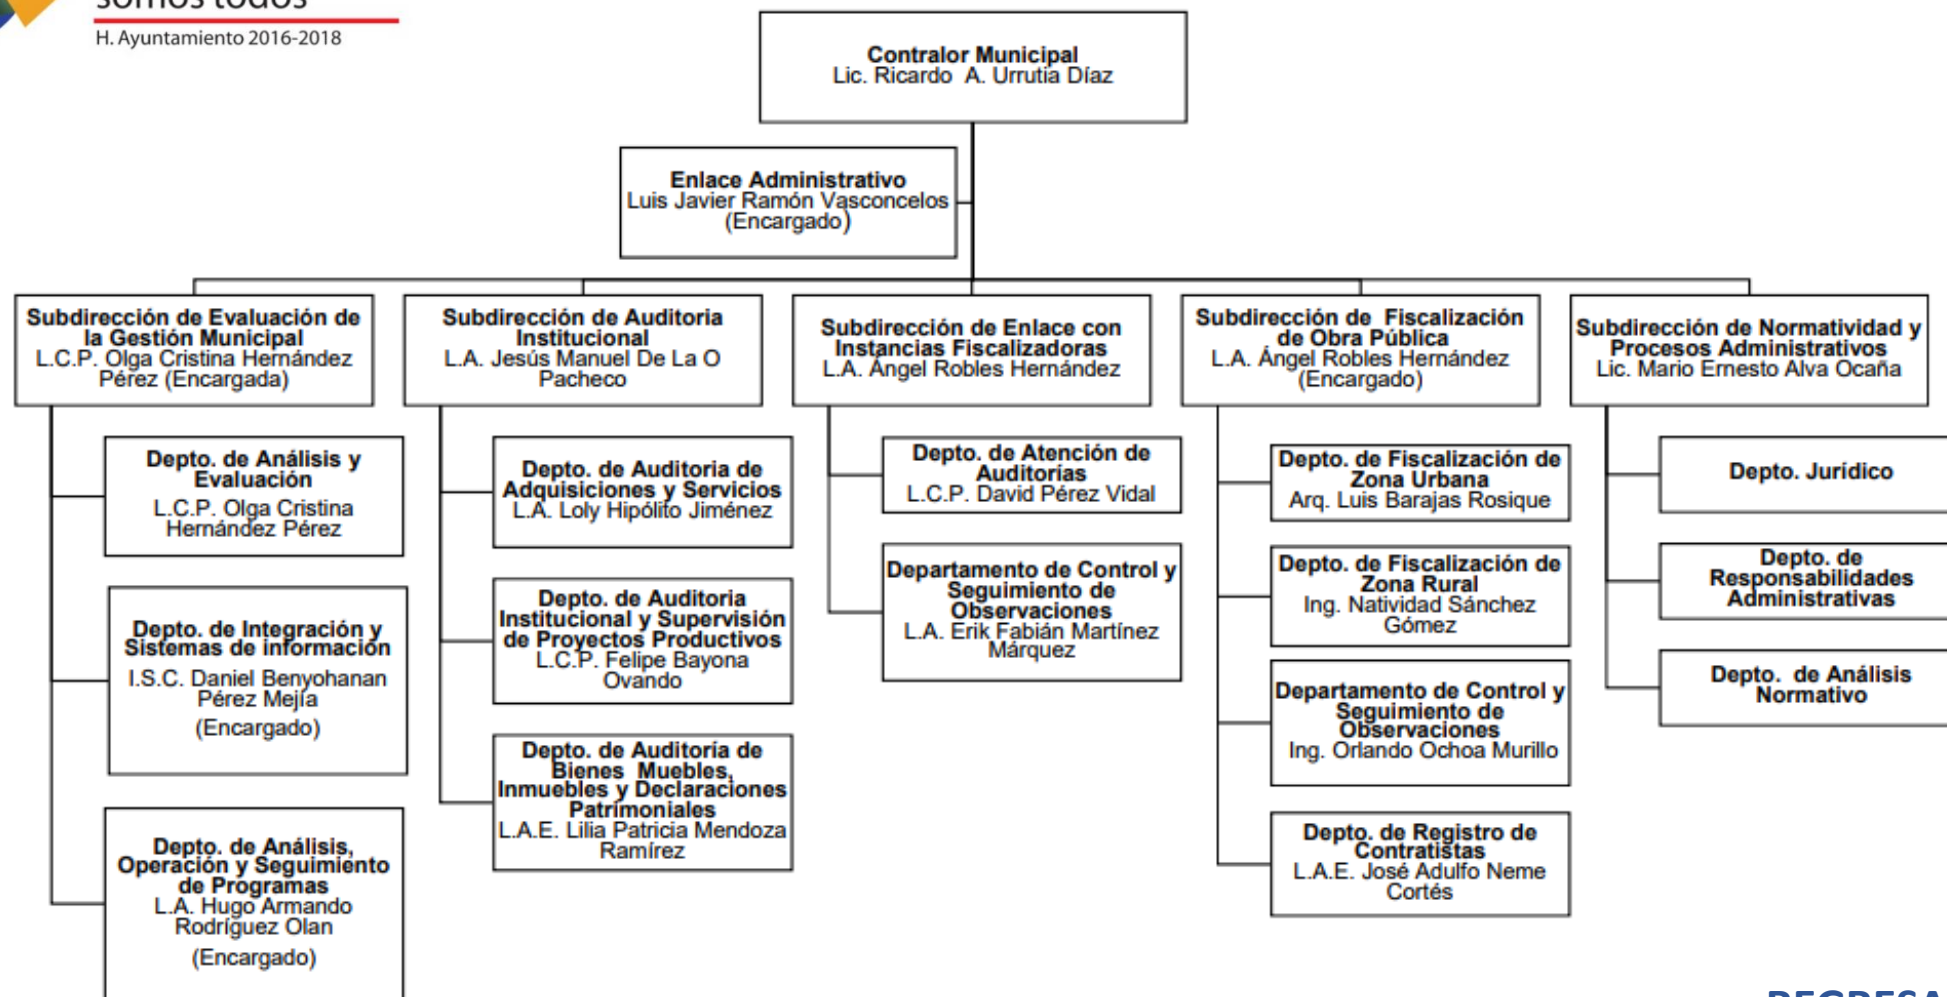 somos todos
H. Ayuntamiento 2016-2018
Contralor Municipal
Lic. Ricardo A. Urrutia Díaz
Enlace Administrativo
Luis Javier Ramón Vasconcelos
(Encargado)
Subdirección de Evaluación de
la Gestión Municipal
L.C.P. Olga Cristina Hernández
Pérez (Encargada)
Depto. de Análisis y
Evaluación
L.C.P. Olga Cristina
Hernández Pérez
Depto. de Integración y
Sistemas de información
I.S.C. Daniel Benyohanan
Pérez Mejía
(Encargado)
Depto. de Análisis,
Operación y Seguimiento
de Programas
L.A. Hugo Armando
Rodríguez Olan
(Encargado)
Subdirección de Auditoria
Institucional
L.A. Jesús Manuel De La O
Pacheco
Depto. de Auditoria de
Adquisiciones y Servicios
L.A. Loly Hipólito Jiménez
Depto. de Auditoria
Institucional y Supervisión
de Proyectos Productivos
L.C.P. Felipe Bayona
Ovando
Depto. de Auditoría de
Bienes Muebles,
Inmuebles y Declaraciones
Patrimoniales
L.A.E. Lilia Patricia Mendoza
Ramírez
Subdirección de Enlace con
Instancias Fiscalizadoras
L.A. Ángel Robles Hernández
Depto. de Atención de
Auditorías
L.C.P. David Pérez Vidal
Departamento de Control y
Seguimiento de
Observaciones
L.A. Erik Fabián Martínez
Márquez
Subdirección de Fiscalización
de Obra Pública
L.A. Ángel Robles Hernández
(Encargado)
Depto. de Fiscalización de
Zona Urbana
Arq. Luis Barajas Rosique
Depto. de Fiscalización de
Zona Rural
Ing. Natividad Sánchez
Gómez
Departamento de Control y
Seguimiento de
Observaciones
Ing. Orlando Ochoa Murillo
Depto. de Registro de
Contratistas
L.A.E. José Adulfo Neme
Cortés
Subdirección de Normatividad y
Procesos Administrativos
Lic. Mario Ernesto Alva Ocaña
Depto. Jurídico
Depto. de
Responsabilidades
Administrativas
Depto. de Análisis
Normativo
REGRESA